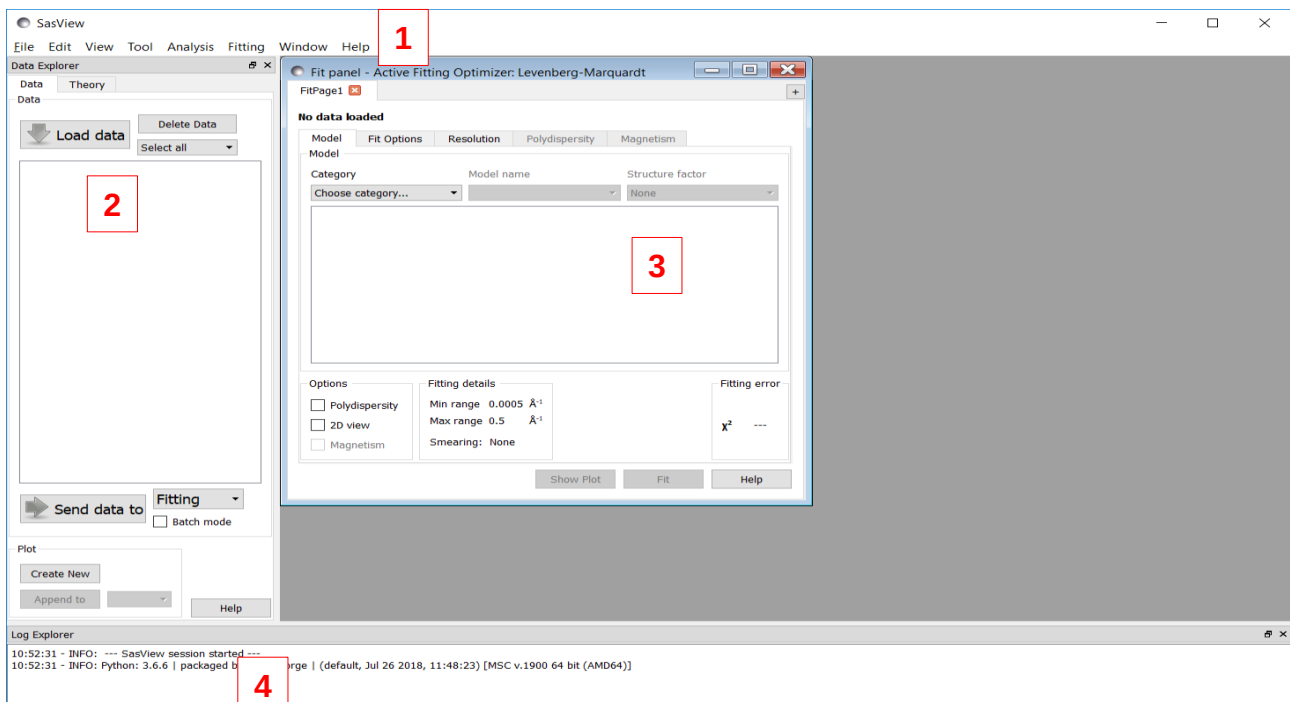 SasView
File Edit View Tool Analysis Fitting Window Help
1
Data Explorer
Data Theory
Data
Load data
Delete Data
Select all
2
Send data to
Fitting
Batch mode
Plot
Create New
Append to
Help
Fit panel - Active Fitting Optimizer: Levenberg-Marquardt
FitPage1
+
No data loaded
Model Fit Options Resolution Polydispersity Magnetism
Model
Category Model name Structure factor
Choose category... None
3
Options
Polydispersity
2D view
Magnetism
Fitting details
Min range 0.0005 Å⁻¹
Max range 0.5 Å⁻¹
Smearing: None
Fitting error
χ² ---
Show Plot Fit Help
Log Explorer
10:52:31 - INFO: --- SasView session started ---
10:52:31 - INFO: Python: 3.6.6 | packaged | (default, Jul 26 2018, 11:48:23) [MSC v.1900 64 bit (AMD64)]
4